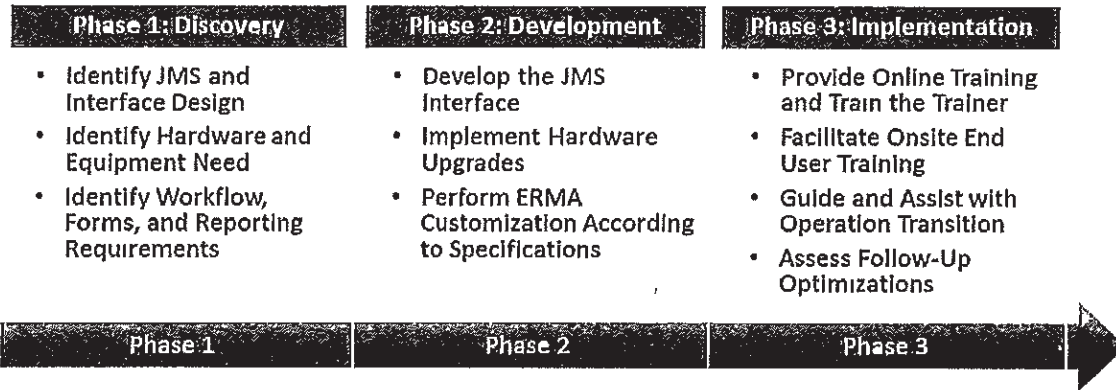 Phase 1: Discovery
• Identify JMS and
Interface Design
• Identify Hardware and
Equipment Need
• Identify Workflow,
Forms, and Reporting
Requirements
Phase 2: Development
• Develop the JMS
Interface
• Implement Hardware
Upgrades
• Perform ERMA
Customization According
to Specifications
Phase 3: Implementation
• Provide Online Training
and Train the Trainer
• Facilitate Onsite End
User Training
• Guide and Assist with
Operation Transition
• Assess Follow-Up
Optimizations
Phase 1
Phase 2
Phase 3